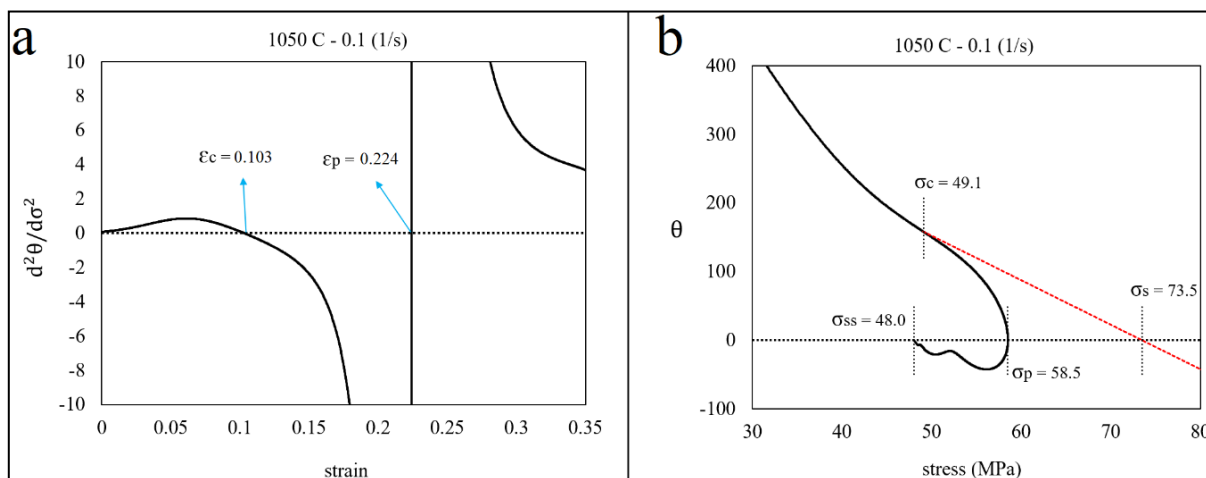 a
1050 C - 0.1 (1/s)
10
8
6
4
2
0
-2
-4
-6
-8
-10
εc = 0.103
εp = 0.224
d²θ/dσ²
0 0.05 0.1 0.15 0.2 0.25 0.3 0.35
strain
b
1050 C - 0.1 (1/s)
400
300
200
100
0
-100
θ
σc = 49.1
σs = 73.5
σss = 48.0
σp = 58.5
30 40 50 60 70 80
stress (MPa)